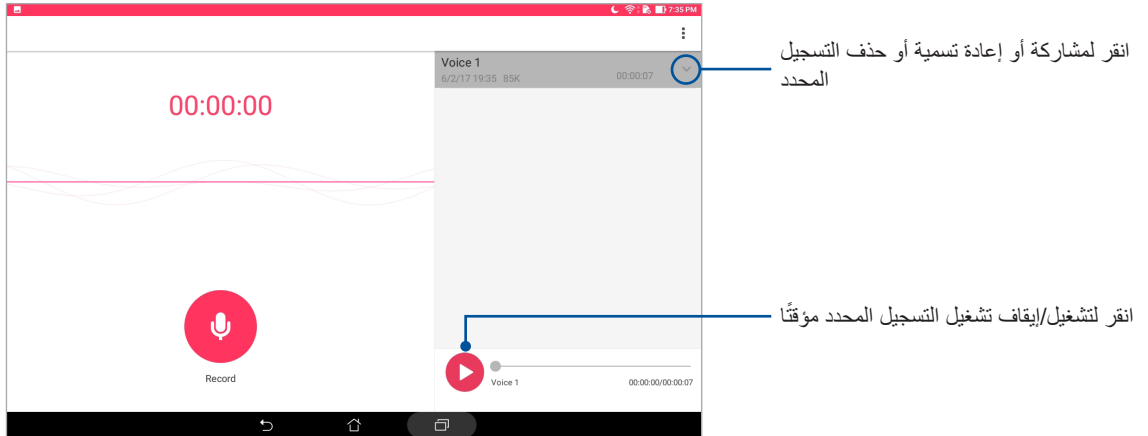 7:35 PM
Voice 1
6/2/17 19:35 85K
00:00:07
00:00:00
Record
Voice 1
00:00:00/00:00:07
انقر لمشاركة أو إعادة تسمية أو حذف التسجيل
المحدد
انقر لتشغيل/إيقاف تشغيل التسجيل المحدد مؤقتًا